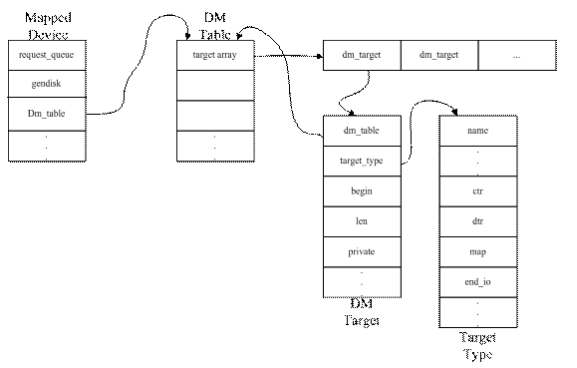 Mapped
Device
request_queue
gendisk
Dm_table
DM
Table
target array
dm_target
dm_target
...
dm_table
target_type
begin
len
private
DM
Target
name
ctr
dtr
map
end_io
Target
Type